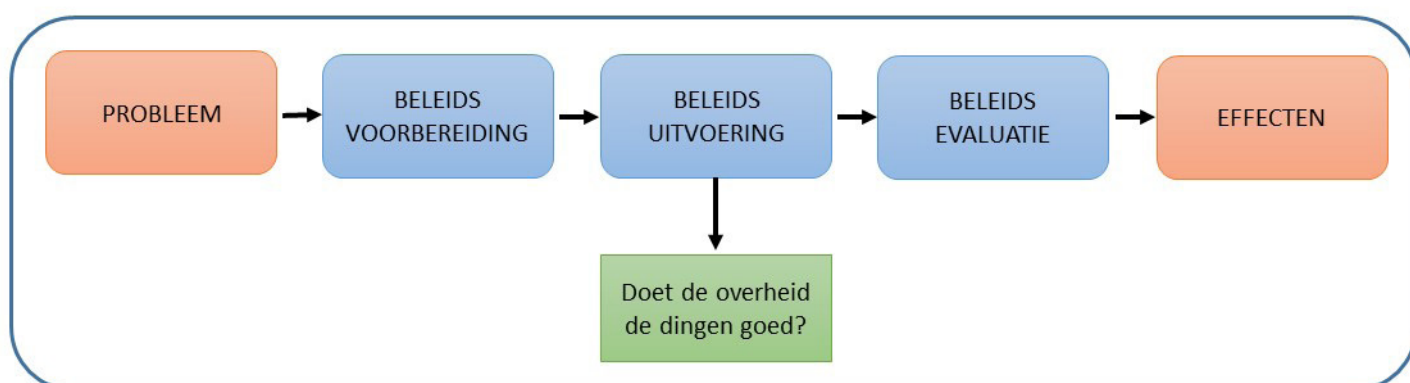 PROBLEEM
BELEIDS
VOORBEREIDING
BELEIDS
UITVOERING
BELEIDS
EVALUATIE
EFFECTEN
Doet de overheid
de dingen goed?